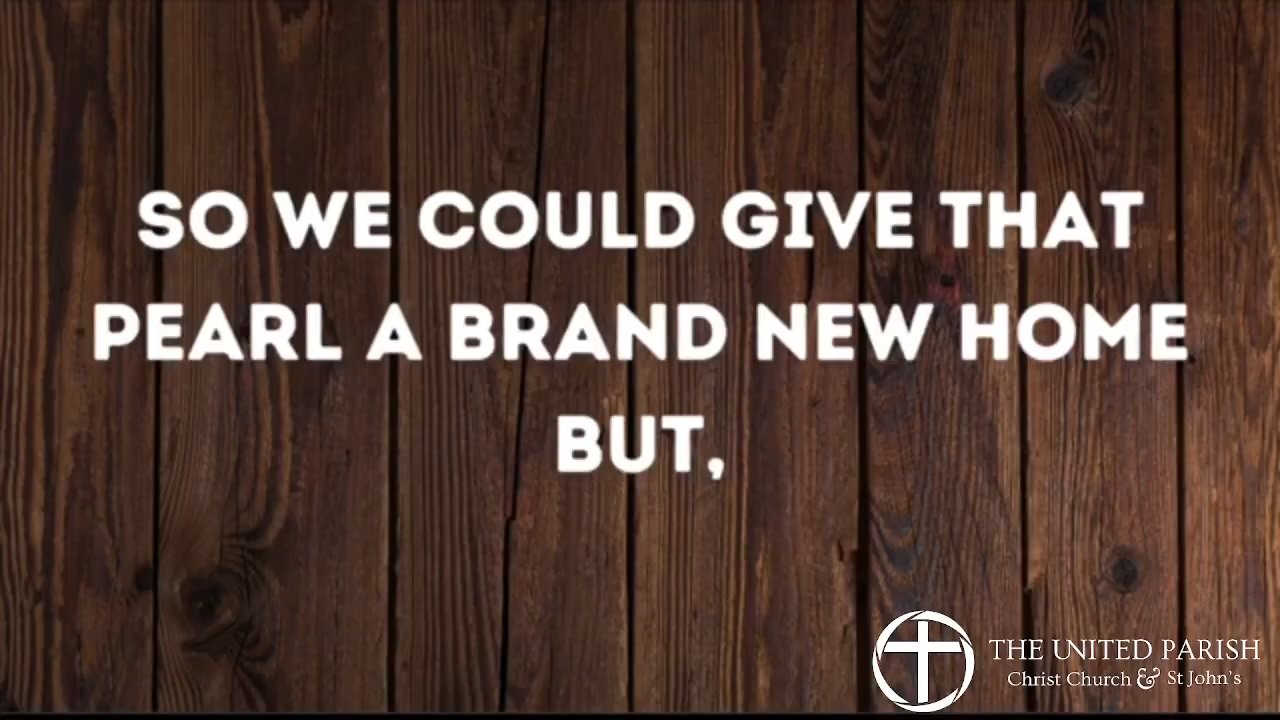 SO WE COULD GIVE THAT
PEARL A BRAND NEW HOME
BUT,
THE UNITED PARISH
Christ Church & St John's